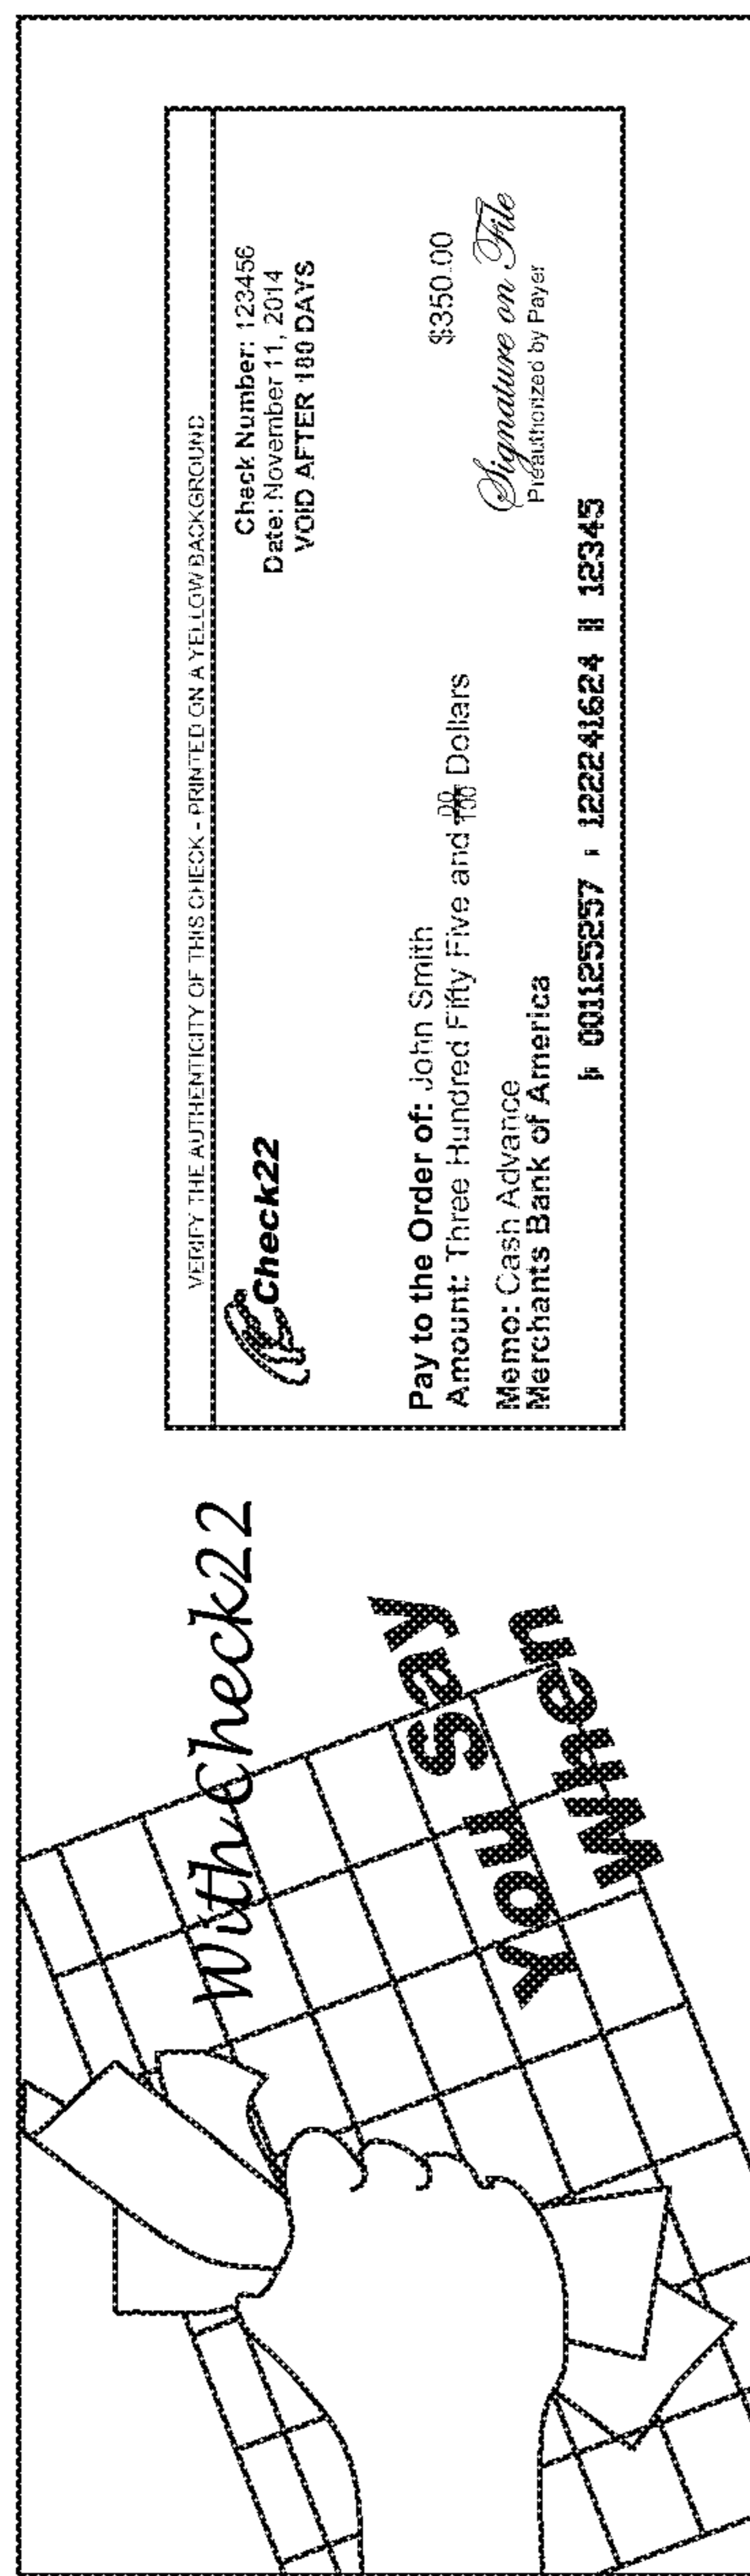 With Check22
You Say
When
VERIFY THE AUTHENTICITY OF THIS CHECK - PRINTED ON A YELLOW BACKGROUND
Check22
Check Number: 123456
Date: November 11, 2014
VOID AFTER 180 DAYS
Pay to the Order of: John Smith
$350.00
Amount: Three Hundred Fifty Five and 00/100 Dollars
Memo: Cash Advance
Merchants Bank of America
Signature on File
Preauthorized by Payer
001125257 122241624 12345